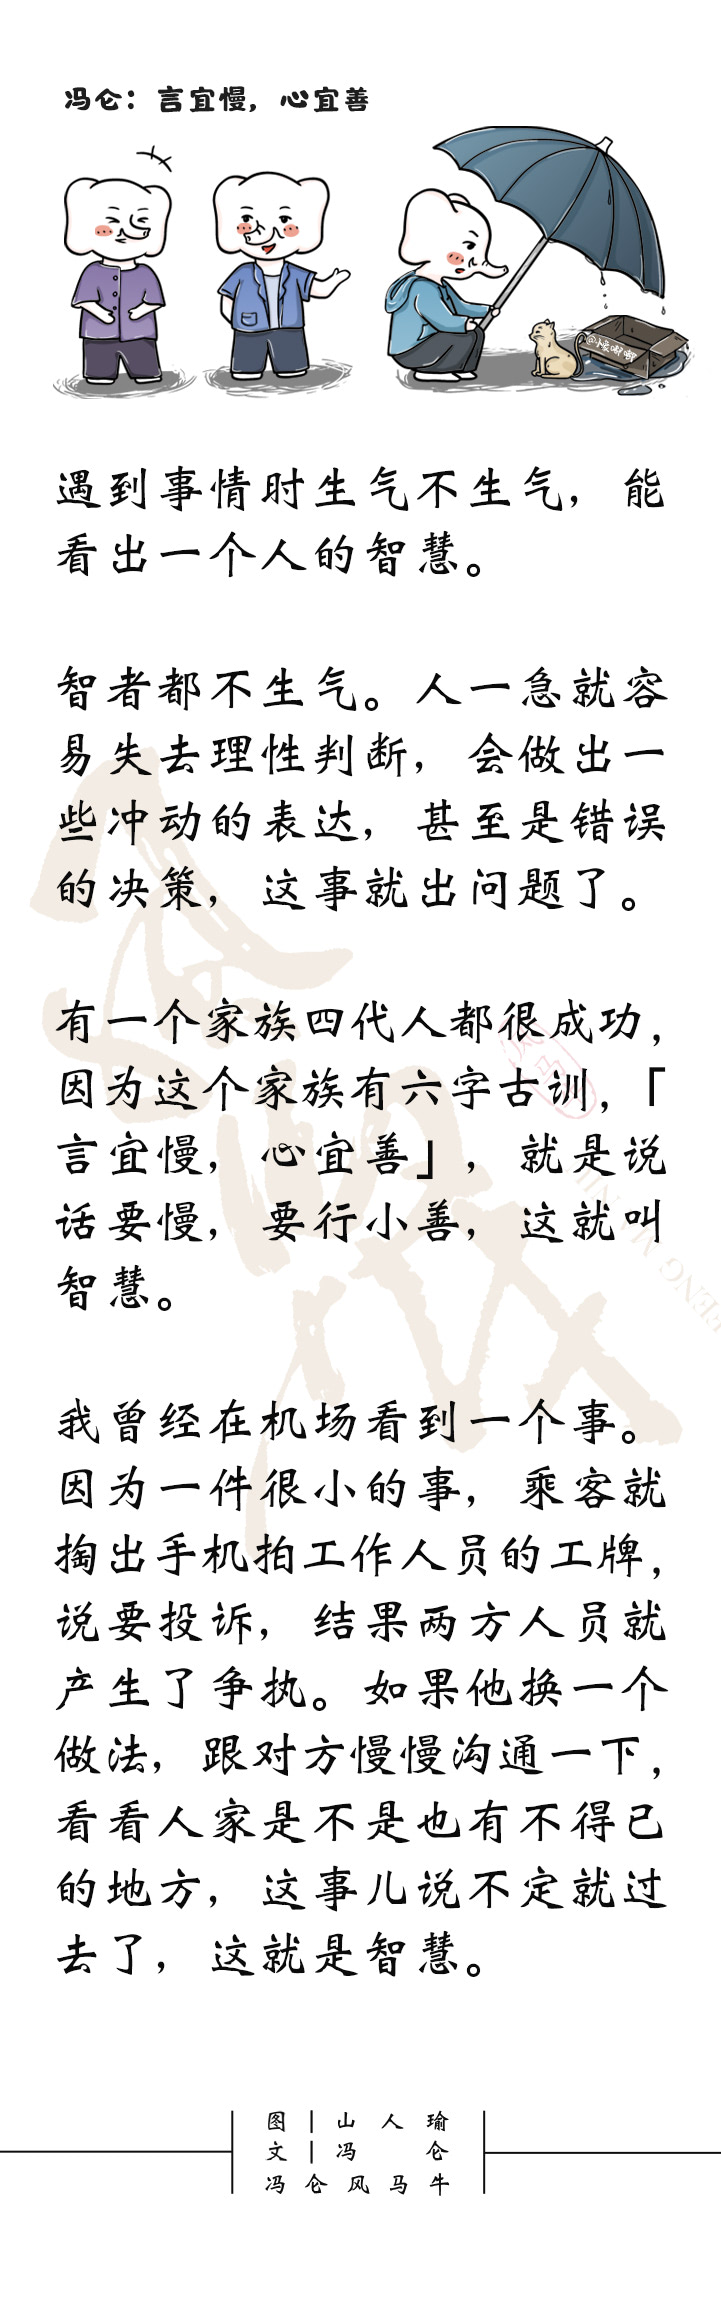 冯仑：言宜慢，心宜善
遇到事情时生气不生气，能
看出一个人的智慧。
智者都不生气。人一急就容
易失去理性判断，会做出一
些冲动的表达，甚至是错误
的决策，这事就出问题了。
有一个家族四代人都很成功，
因为这个家族有六字古训，「
言宜慢，心宜善」，就是说
话要慢，要行小善，这就叫
智慧。
我曾经在机场看到一个事。
因为一件很小的事，乘客就
掏出手机拍工作人员的工牌，
说要投诉，结果两方人员就
产生了争执。如果他换一个
做法，跟对方慢慢沟通一下，
看看人家是不是也有不得已
的地方，这事儿说不定就过
去了，这就是智慧。
图｜山人瑜
文｜冯仑
冯仑风马牛